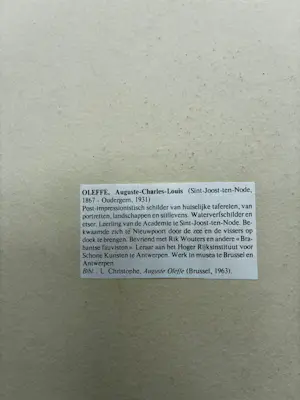 OLEFFE, Auguste-Charles-Louis (Sint-Joost-ten-Node,
1867 - Ouderghem, 1931)
Post-impressionistisch schilder van huiselijke taferelen, van
portretten, landschappen en stillevens. Waterverfschilder en
etser. Leerling van de Academie te Sint-Joost-ten-Node. Be-
kwaamde zich te Nieuwpoort door de zee en de vissers op
doek te brengen. Bevriend met Rik Wouters en andere «Bra-
bantse fauvisten». Leraar aan het Hoger Rijksinstituut voor
Schone Kunsten te Antwerpen. Werk in musea te Brussel en
Antwerpen.
Bibl.: L. Christophe, Auguste Oleffe (Brussel, 1963).